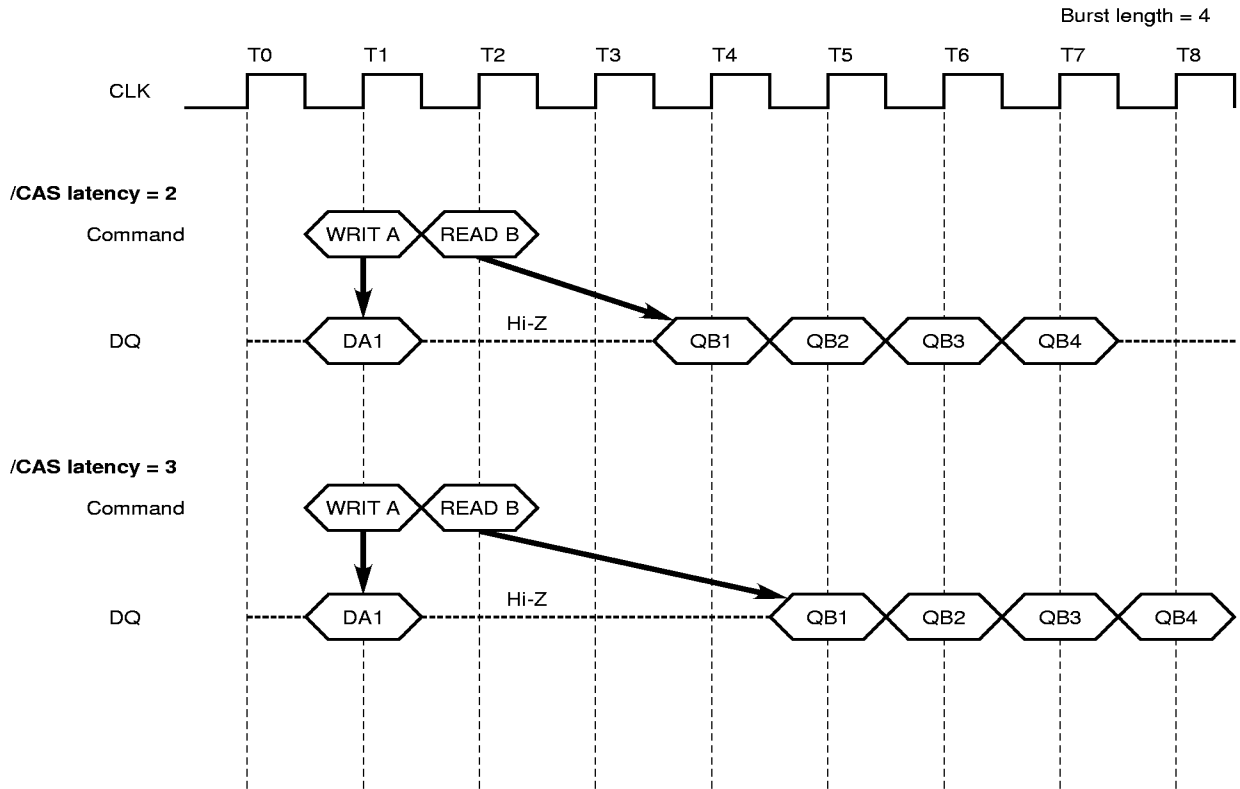 Burst length = 4
T0 T1 T2 T3 T4 T5 T6 T7 T8
CLK
/CAS latency = 2
Command WRIT A READ B
Hi-Z
DQ DA1 QB1 QB2 QB3 QB4
/CAS latency = 3
Command WRIT A READ B
Hi-Z
DQ DA1 QB1 QB2 QB3 QB4